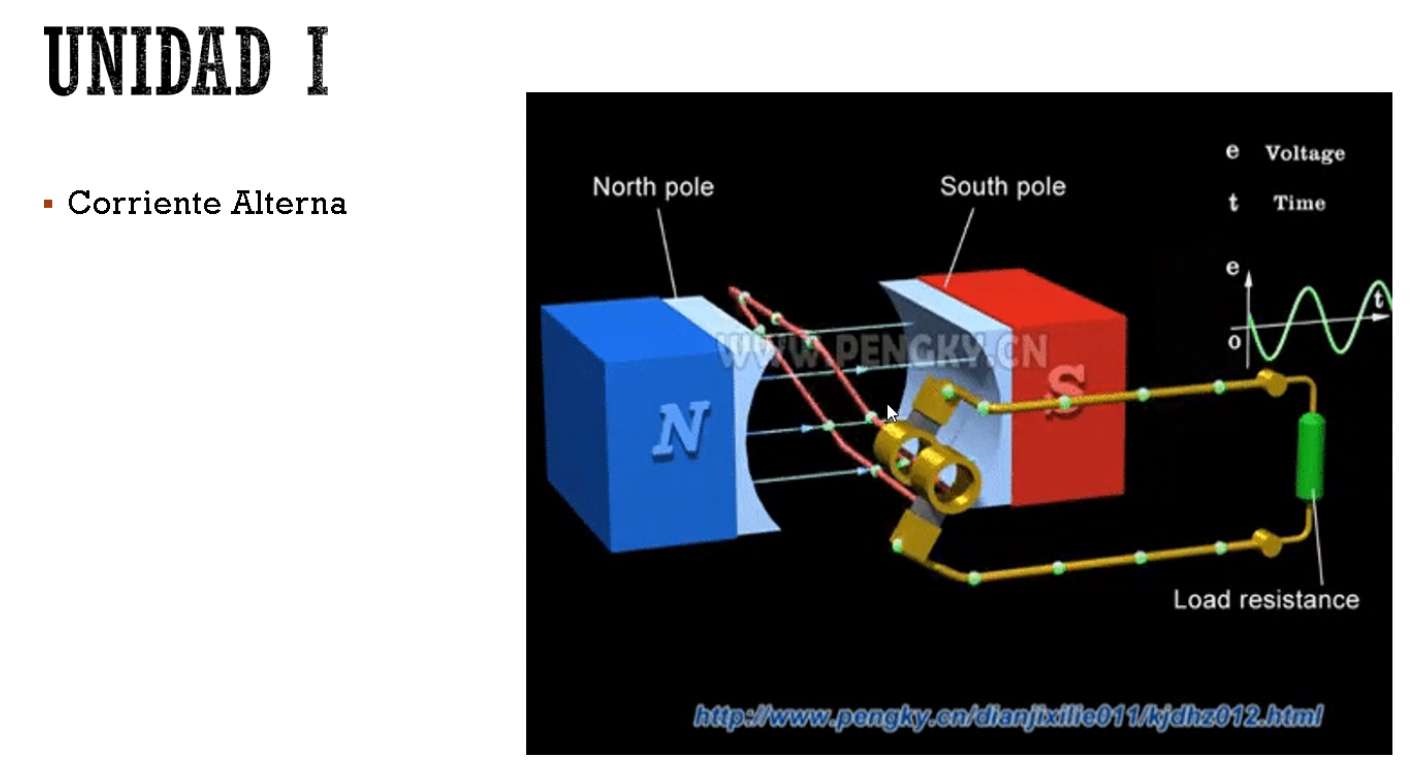 UNIDAD I
Corriente Alterna
e Voltage
North pole
South pole
t Time
e
t
WWW.PENGKY.CN
o
N
S
Load resistance
http://www.pengky.cn/dianjixilie011/kjdhz012.html